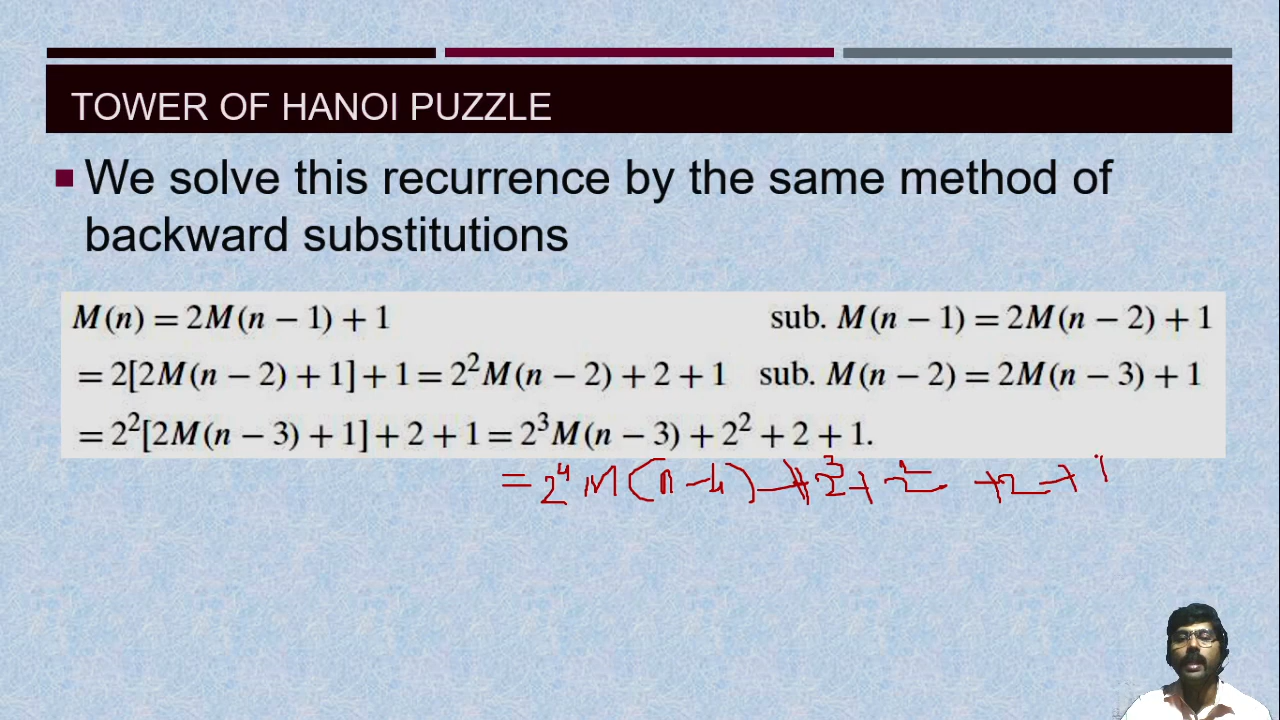 TOWER OF HANOI PUZZLE
We solve this recurrence by the same method of
backward substitutions
M(n) = 2M(n − 1) + 1 sub. M(n − 1) = 2M(n − 2) + 1
= 2[2M(n − 2) + 1] + 1 = 2²M(n − 2) + 2 + 1 sub. M(n − 2) = 2M(n − 3) + 1
= 2²[2M(n − 3) + 1] + 2 + 1 = 2³M(n − 3) + 2² + 2 + 1.
= 2⁴ M(n−4) + 2³ + 2² + 2 + 1